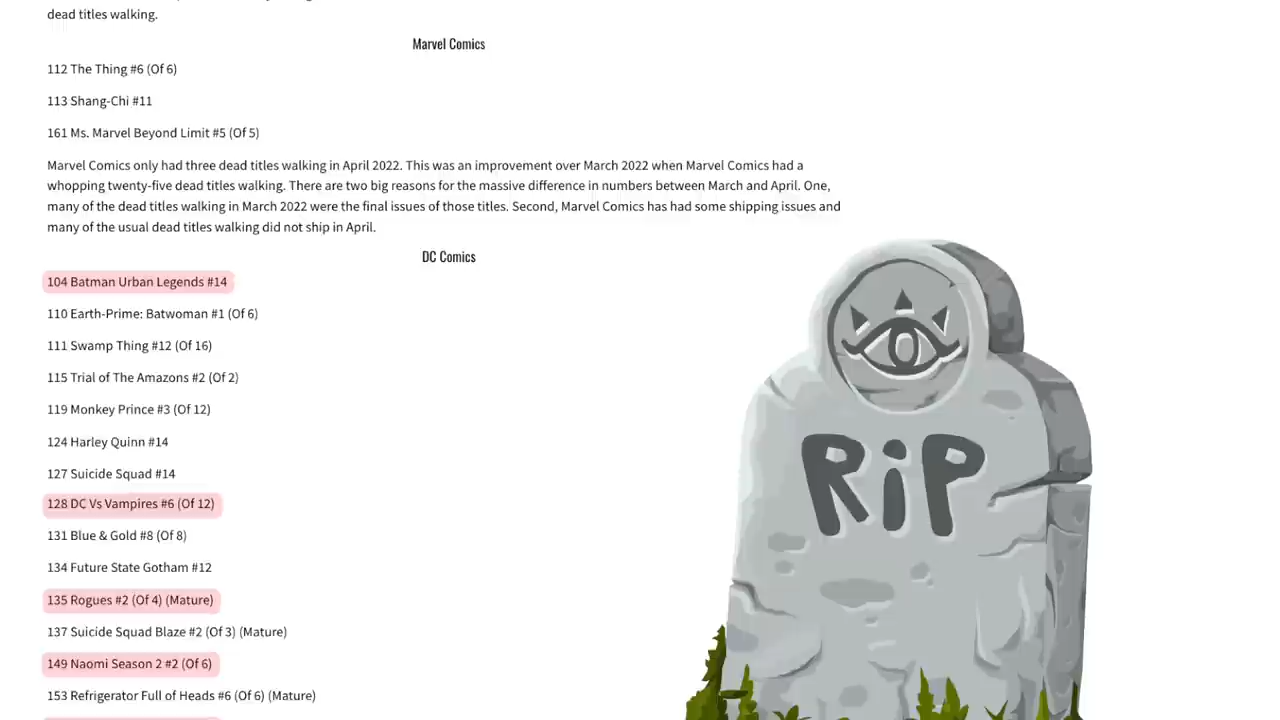 dead titles walking.
Marvel Comics
112 The Thing #6 (Of 6)
113 Shang-Chi #11
161 Ms. Marvel Beyond Limit #5 (Of 5)
Marvel Comics only had three dead titles walking in April 2022. This was an improvement over March 2022 when Marvel Comics had a
whopping twenty-five dead titles walking. There are two big reasons for the massive difference in numbers between March and April. One,
many of the dead titles walking in March 2022 were the final issues of those titles. Second, Marvel Comics has had some shipping issues and
many of the usual dead titles walking did not ship in April.
DC Comics
104 Batman Urban Legends #14
110 Earth-Prime: Batwoman #1 (Of 6)
111 Swamp Thing #12 (Of 16)
115 Trial of The Amazons #2 (Of 2)
119 Monkey Prince #3 (Of 12)
124 Harley Quinn #14
127 Suicide Squad #14
128 DC Vs Vampires #6 (Of 12)
131 Blue & Gold #8 (Of 8)
134 Future State Gotham #12
135 Rogues #2 (Of 4) (Mature)
137 Suicide Squad Blaze #2 (Of 3) (Mature)
149 Naomi Season 2 #2 (Of 6)
153 Refrigerator Full of Heads #6 (Of 6) (Mature)
RiP